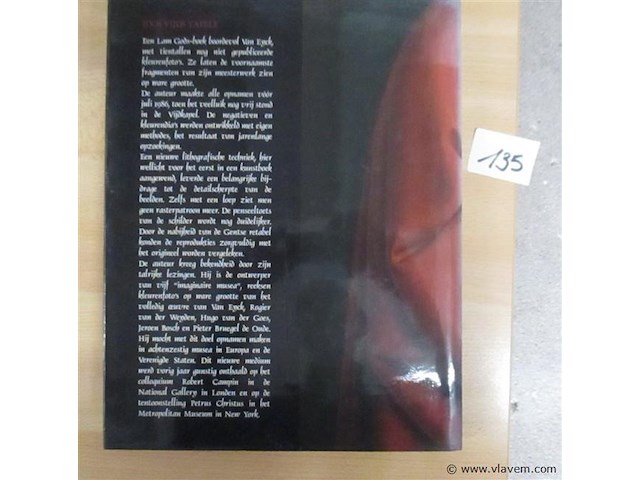 Een Lam Gods-boek boordevol Van Eyck,
met tientallen nog niet gepubliceerde
kleurenfoto's. Ze laten de voornaamste
fragmenten van zijn meesterwerk zien
op ware grootte.
De auteur maakte alle opnamen vóór
juli 1986, toen het veelluik nog vrij stond
in de Vijdkapel. De negatieven en
kleurendia's werden ontwikkeld met eigen
methodes, het resultaat van jarenlange
opzoekingen.
Een nieuwe lithografische techniek, hier
wellicht voor het eerst in een kunstboek
aangewend, leverde een belangrijke bij-
drage tot de detailscherpte van de
beelden. Zelfs met een loep ziet men
geen rasterpatroon meer. De penseeltoets
van de schilder wordt nog duidelijker.
Door de nabijheid van de Gentse retabel
konden de reprodukties zorgvuldig met
het origineel worden vergeleken.
De auteur kreeg bekendheid door zijn
talrijke lezingen. Hij is de ontwerper
van vijf "imaginaire musea", reeksen
kleurenfoto's op ware grootte van het
volledig œuvre van Van Eyck, Rogier
van der Weyden, Hugo van der Goes,
Jeroen Bosch en Pieter Bruegel de Oude.
Hij mocht met dit doel opnamen maken
in achtenzestig musea in Europa en de
Verenigde Staten. Dit nieuwe medium
werd vorig jaar gunstig onthaald op het
colloquium Robert Campin in de
National Gallery in Londen en op de
tentoonstelling Petrus Christus in het
Metropolitan Museum in New York.
135
© www.vlavem.com